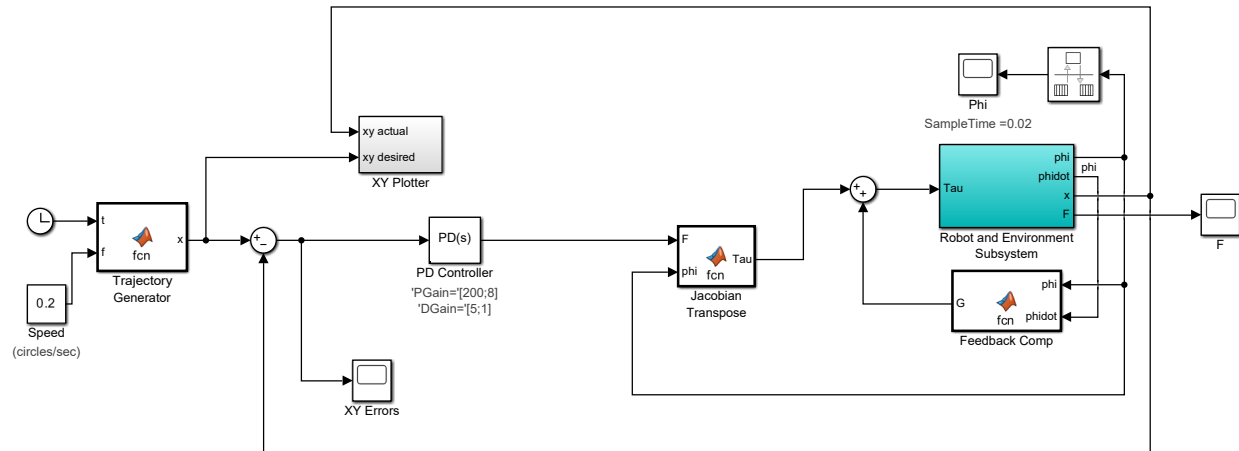 Phi
SampleTime =0.02
xy actual
xy desired
XY Plotter
phi
phidot
phi
Tau
x
F
Robot and Environment
Subsystem
F
t
f
x
fcn
Trajectory
Generator
+
−
PD(s)
PD Controller
'PGain='[200;8]
'DGain='[5;1]
F
phi
Tau
fcn
Jacobian
Transpose
+
+
0.2
Speed
(circles/sec)
G
phi
phidot
fcn
Feedback Comp
XY Errors